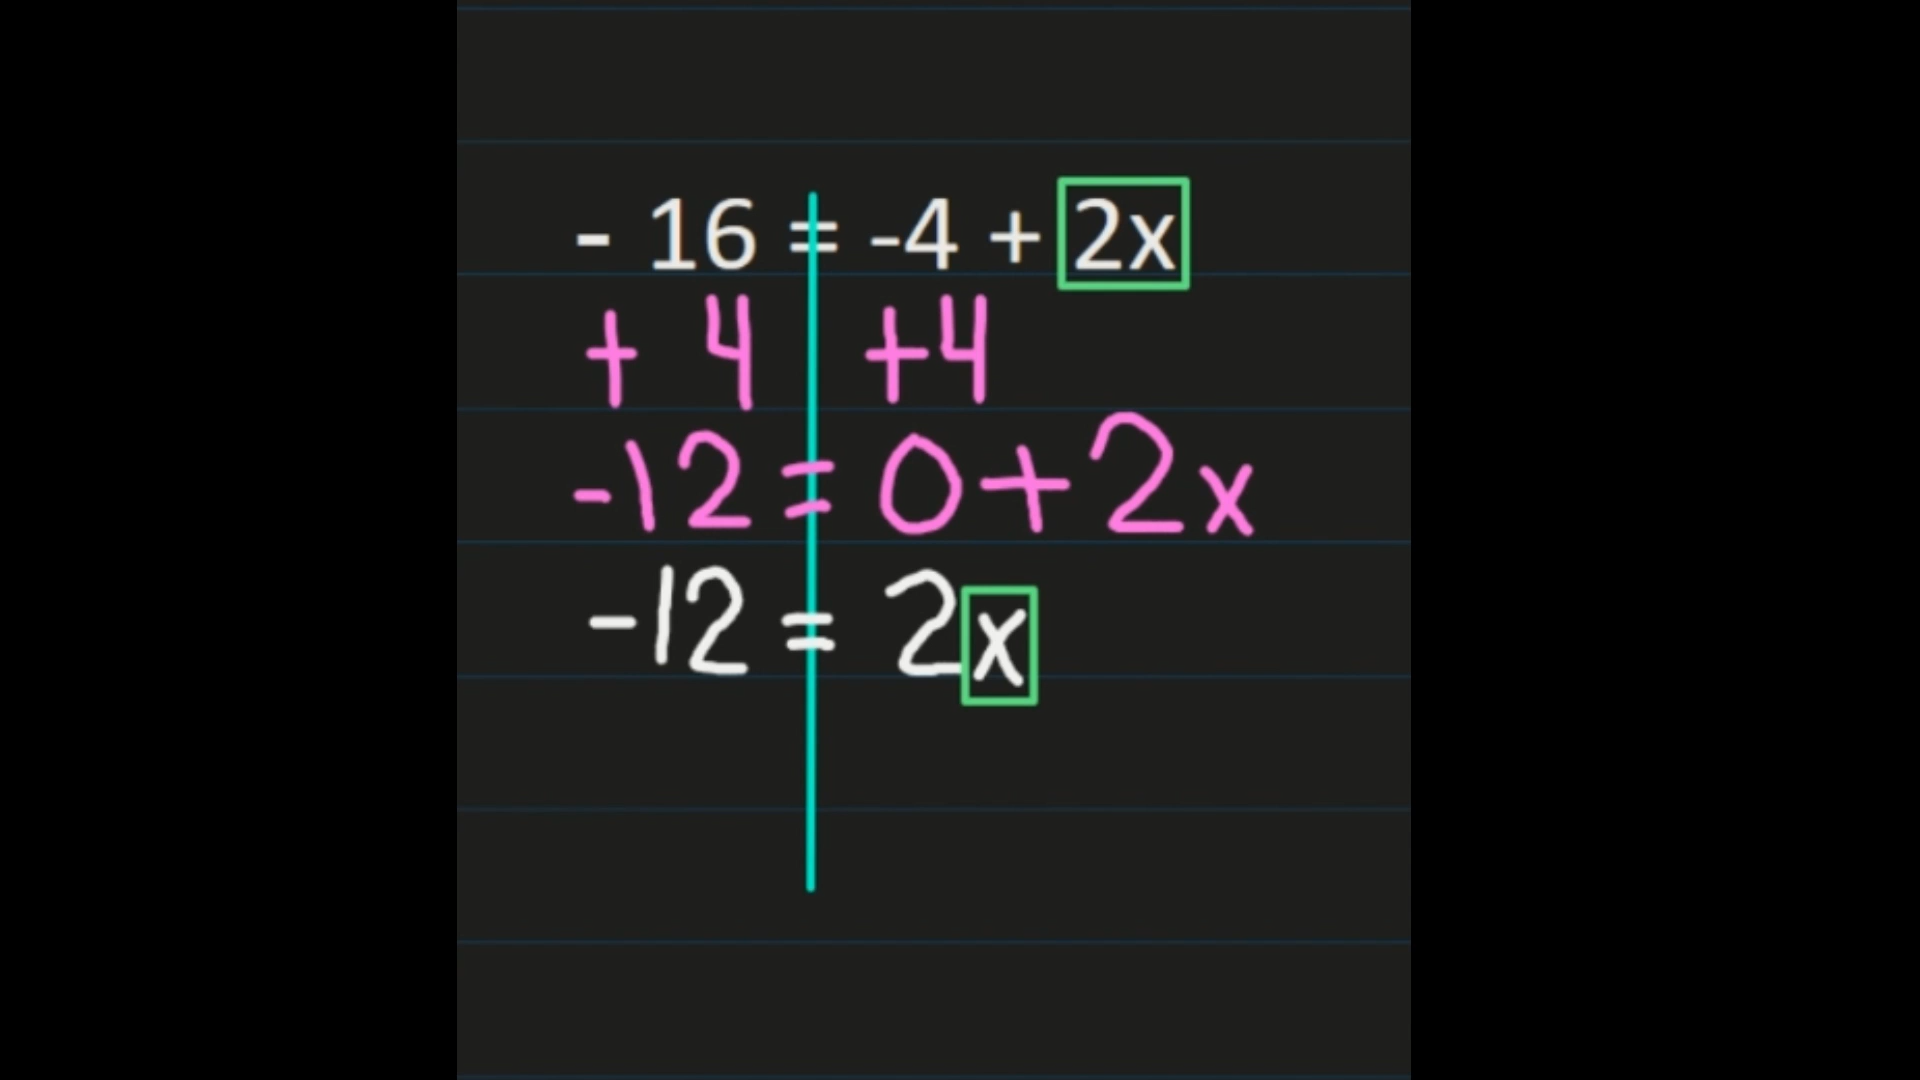 - 16 = -4 + 2x
+ 4 +4
-12 = 0+2x
-12 = 2x